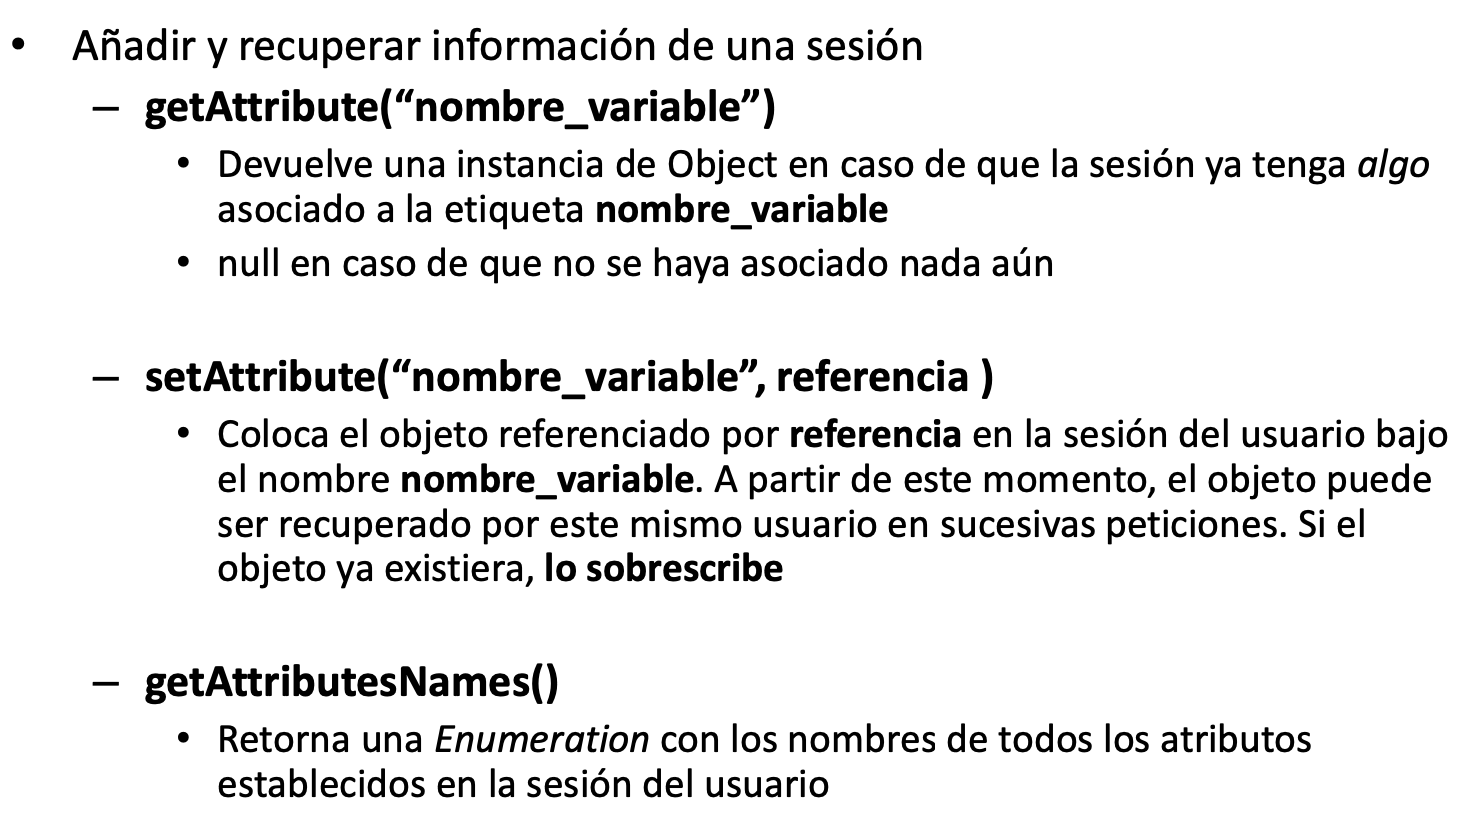 • Añadir y recuperar información de una sesión
– getAttribute(“nombre_variable”)
• Devuelve una instancia de Object en caso de que la sesión ya tenga algo
asociado a la etiqueta nombre_variable
• null en caso de que no se haya asociado nada aún
– setAttribute(“nombre_variable”, referencia )
• Coloca el objeto referenciado por referencia en la sesión del usuario bajo
el nombre nombre_variable. A partir de este momento, el objeto puede
ser recuperado por este mismo usuario en sucesivas peticiones. Si el
objeto ya existiera, lo sobrescribe
– getAttributesNames()
• Retorna una Enumeration con los nombres de todos los atributos
establecidos en la sesión del usuario